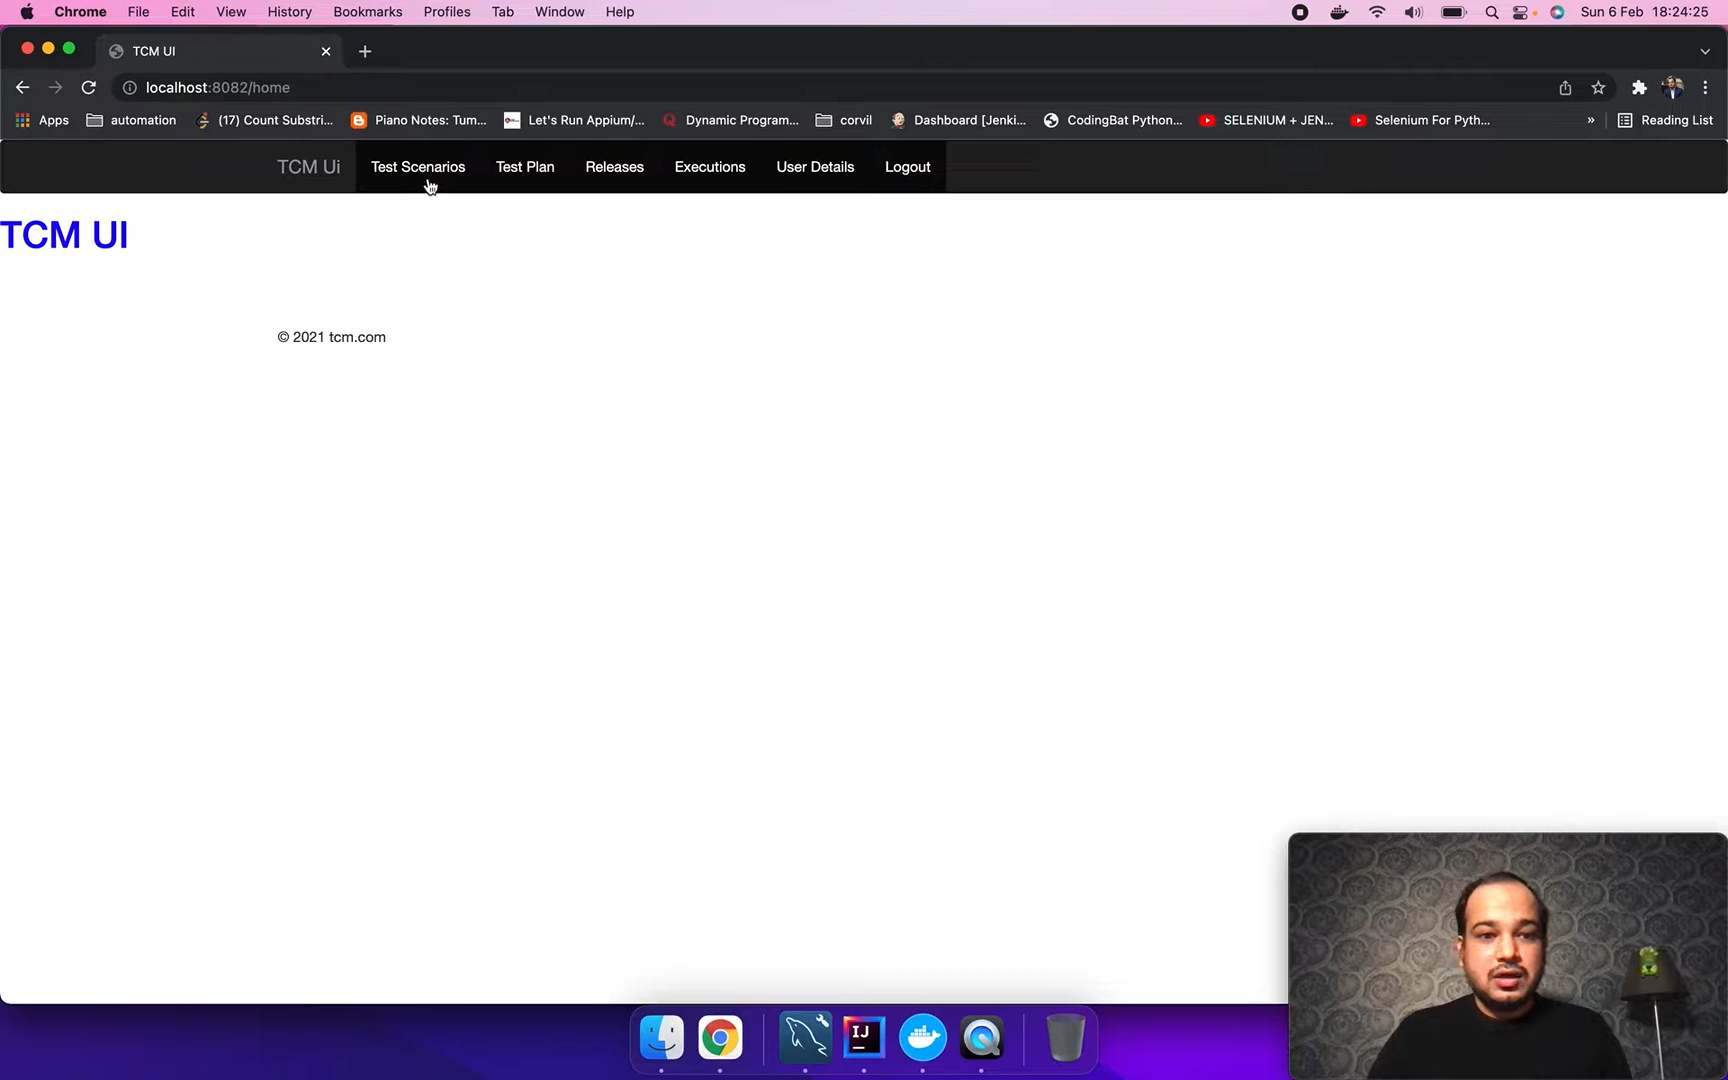 Chrome File Edit View History Bookmarks Profiles Tab Window Help Sun 6 Feb 18:24:25
TCM UI
localhost:8082/home
Apps automation (17) Count Substri... Piano Notes: Tum... Let's Run Appium/... Dynamic Program... corvil Dashboard [Jenki... CodingBat Python... SELENIUM + JEN... Selenium For Pyth... » Reading List
TCM Ui Test Scenarios Test Plan Releases Executions User Details Logout
TCM UI
© 2021 tcm.com
IJ